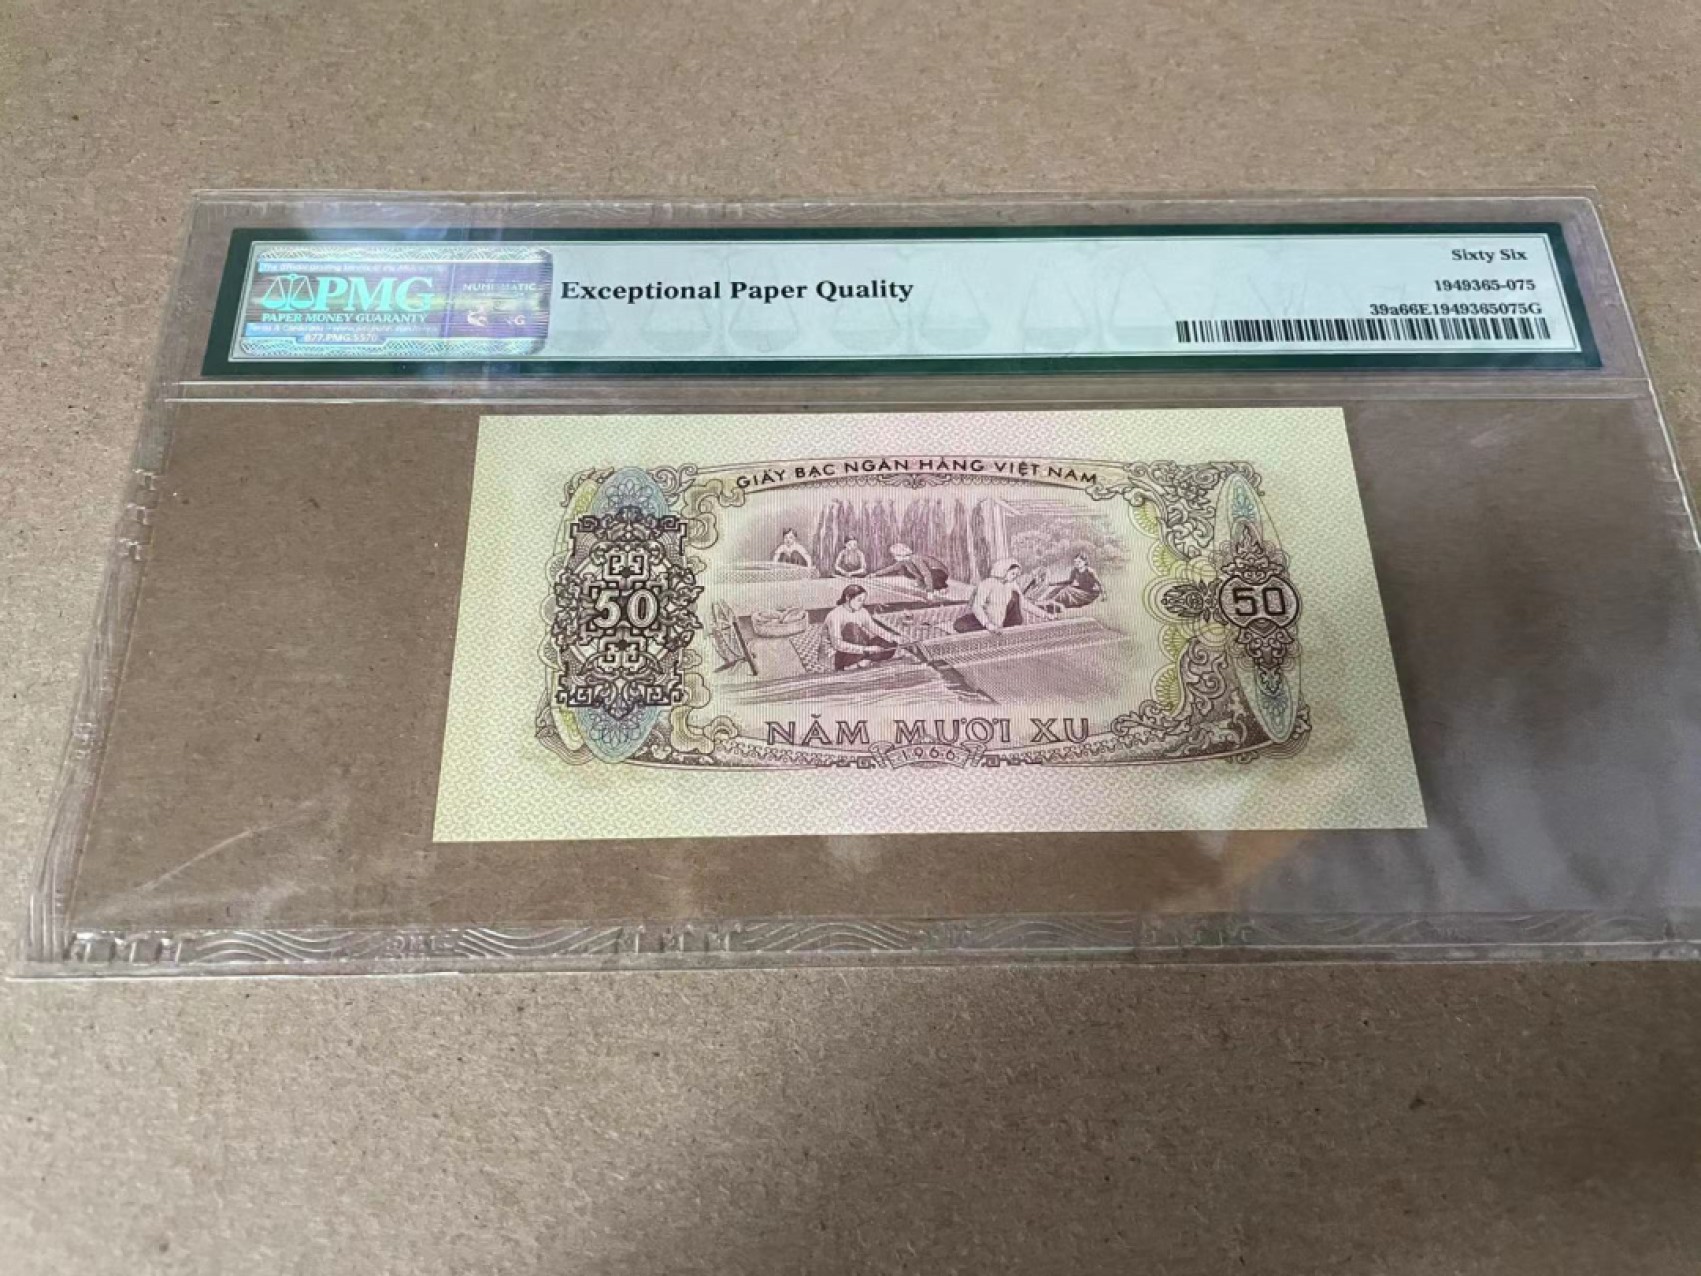 PMG
PAPER MONEY GUARANTY
877.PMG.5570
NUMISMATIC
Exceptional Paper Quality
Sixty Six
1949365-075
39a66E1949365075G
GIẤY BẠC NGÂN HÀNG VIỆT NAM
50
50
NĂM MƯƠI XU
1966